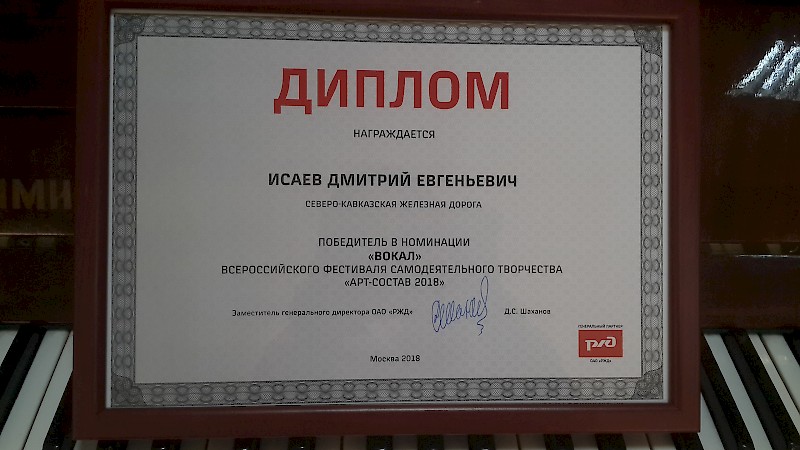 ДИПЛОМ
НАГРАЖДАЕТСЯ
ИСАЕВ ДМИТРИЙ ЕВГЕНЬЕВИЧ
СЕВЕРО-КАВКАЗСКАЯ ЖЕЛЕЗНАЯ ДОРОГА
ПОБЕДИТЕЛЬ В НОМИНАЦИИ
«ВОКАЛ»
ВСЕРОССИЙСКОГО ФЕСТИВАЛЯ САМОДЕЯТЕЛЬНОГО ТВОРЧЕСТВА
«АРТ-СОСТАВ 2018»
Заместитель генерального директора ОАО «РЖД» Д.С. Шаханов
ГЕНЕРАЛЬНЫЙ ПАРТНЕР
РЖД
ОАО «РЖД»
Москва 2018